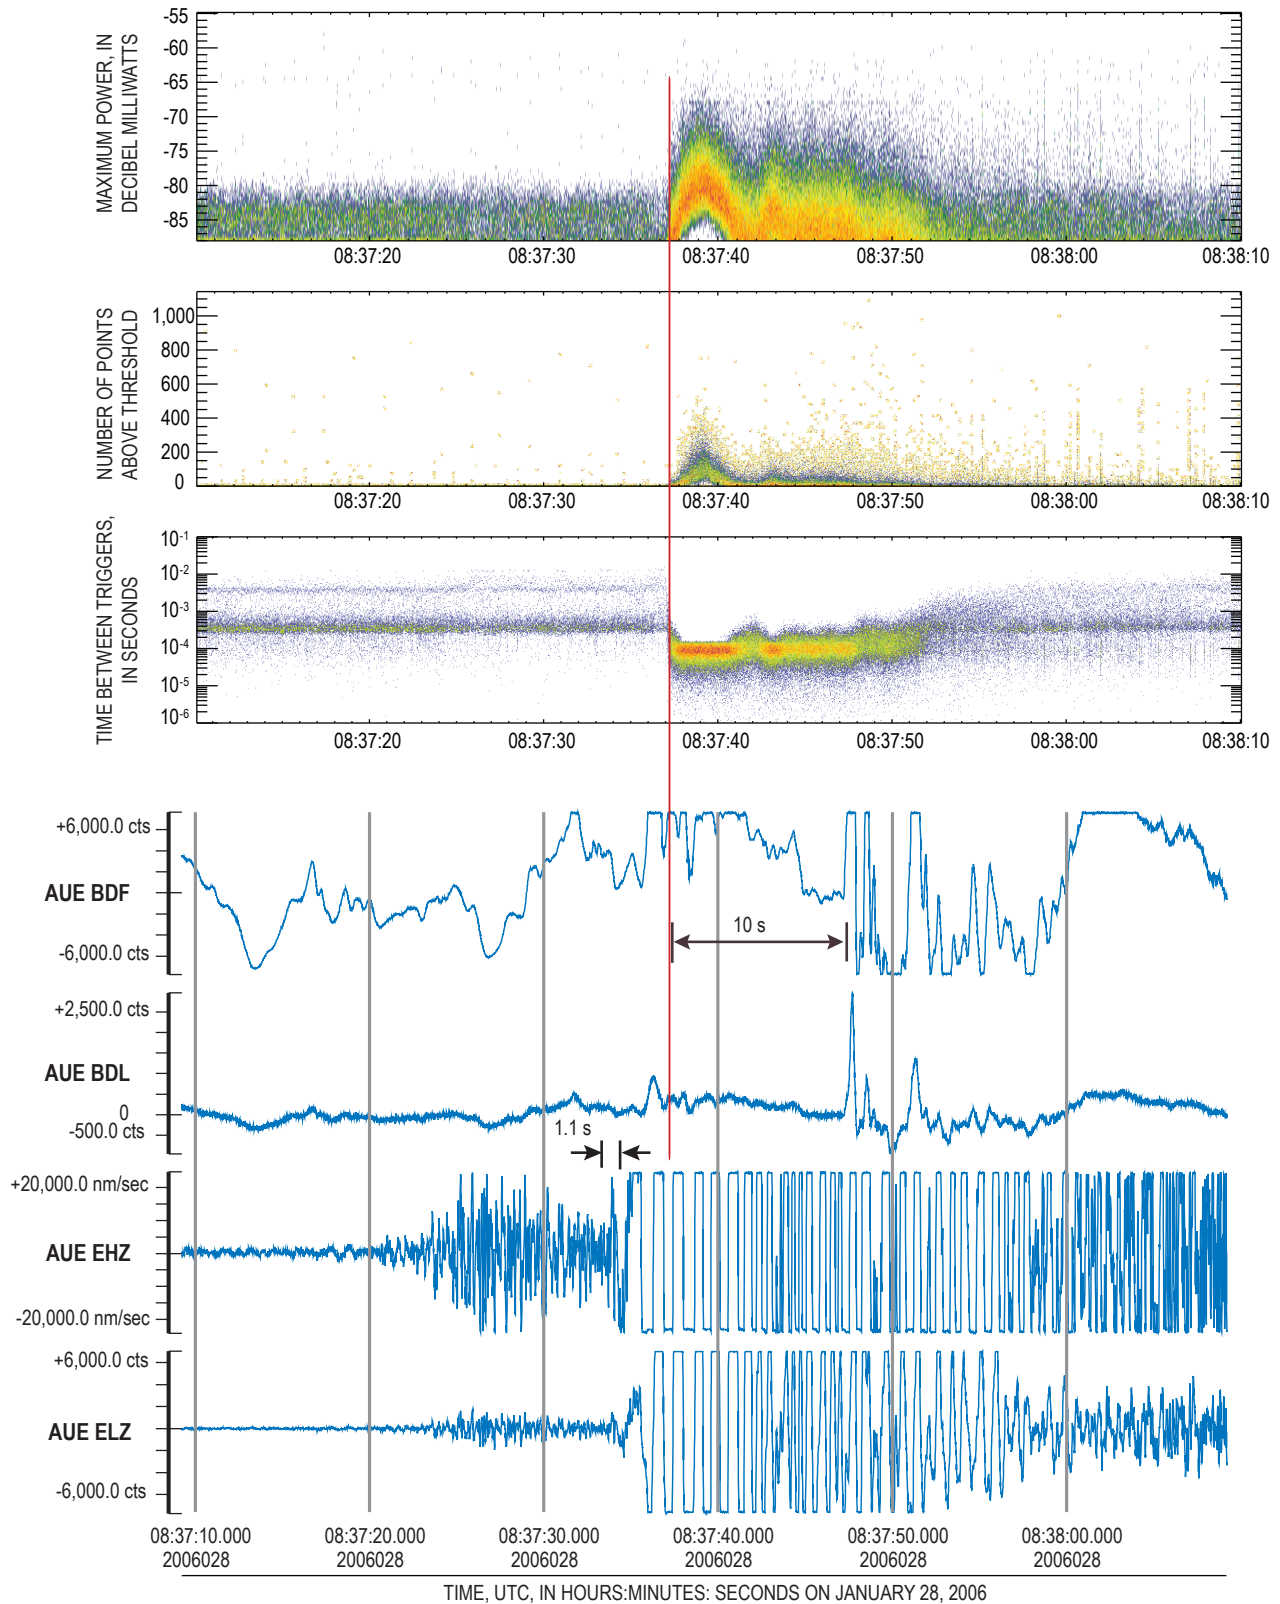 MAXIMUM POWER, IN
DECIBEL MILLIWATTS
-55
-60
-65
-70
-75
-80
-85
08:37:20 08:37:30 08:37:40 08:37:50 08:38:00 08:38:10
NUMBER OF POINTS
ABOVE THRESHOLD
1,000
800
600
400
200
0
08:37:20 08:37:30 08:37:40 08:37:50 08:38:00 08:38:10
TIME BETWEEN TRIGGERS,
IN SECONDS
10-1
10-2
10-3
10-4
10-5
10-6
08:37:20 08:37:30 08:37:40 08:37:50 08:38:00 08:38:10
+6,000.0 cts
AUE BDF
-6,000.0 cts
10 s
+2,500.0 cts
AUE BDL
0
-500.0 cts
1.1 s
+20,000.0 nm/sec
AUE EHZ
-20,000.0 nm/sec
+6,000.0 cts
AUE ELZ
-6,000.0 cts
08:37:10.000 08:37:20.000 08:37:30.000 08:37:40.000 08:37:50.000 08:38:00.000
2006028 2006028 2006028 2006028 2006028 2006028
TIME, UTC, IN HOURS:MINUTES: SECONDS ON JANUARY 28, 2006